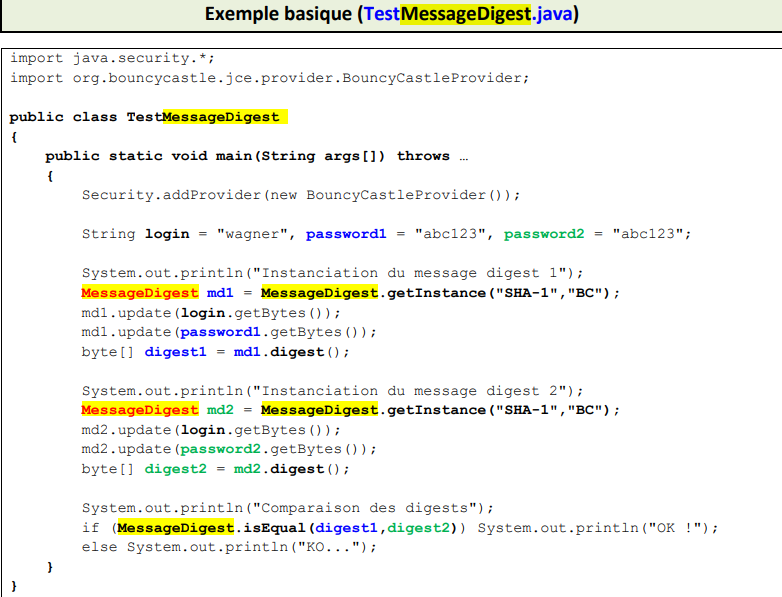 Exemple basique (TestMessageDigest.java)
import java.security.*;
import org.bouncycastle.jce.provider.BouncyCastleProvider;
public class TestMessageDigest
{
public static void main(String args[]) throws …
{
Security.addProvider(new BouncyCastleProvider());
String login = "wagner", password1 = "abc123", password2 = "abc123";
System.out.println("Instanciation du message digest 1");
MessageDigest md1 = MessageDigest.getInstance("SHA-1","BC");
md1.update(login.getBytes());
md1.update(password1.getBytes());
byte[] digest1 = md1.digest();
System.out.println("Instanciation du message digest 2");
MessageDigest md2 = MessageDigest.getInstance("SHA-1","BC");
md2.update(login.getBytes());
md2.update(password2.getBytes());
byte[] digest2 = md2.digest();
System.out.println("Comparaison des digests");
if (MessageDigest.isEqual(digest1,digest2)) System.out.println("OK !");
else System.out.println("KO...");
}
}